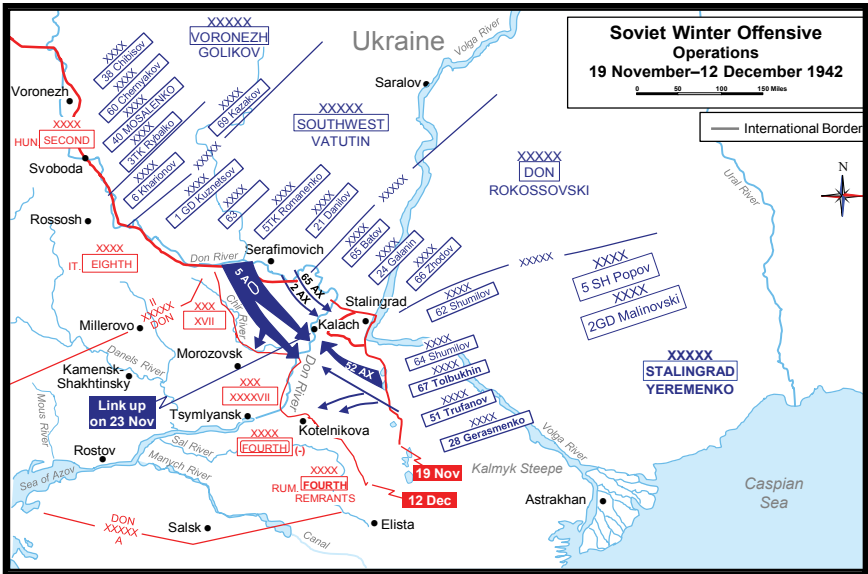 Soviet Winter Offensive
Operations
19 November–12 December 1942
0 50 100 150 Miles
International Border
N
Ukraine
XXXXX
VORONEZH
GOLIKOV
XXXX
38 Chibisov
XXXX
60 Chernyakov
XXXX
40 MOSALENKO
XXXX
3TK Rybalko
XXXX
6 Kharionov
XXXX
69 Kazakov
XXXXX
XXXXX
SOUTHWEST
VATUTIN
XXXX
1 GD Kuznetsov
XXXX
63
XXXX
5TK Romanenko
XXXX
21 Danilov
XXXXX
XXXX
65 Batov
XXXX
24 Galanin
XXXX
66 Zhodov
XXXXX
DON
ROKOSSOVSKI
XXXXX
XXXX
62 Shumilov
XXXX
5 SH Popov
XXXX
2GD Malinovski
XXXX
64 Shumilov
XXXX
67 Tolbukhin
XXXX
51 Trufanov
XXXX
28 Gerasmenko
XXXXX
STALINGRAD
YEREMENKO
Volga River
Saralov
Ural River
Voronezh
XXXX
HUN. SECOND
Svoboda
Rossosh
XXXX
IT. EIGHTH
Don River
Serafimovich
5 A
65 AX
2 AX
Stalingrad
Kalach
II
XXXXX
DON
XXX
XVII
Chir River
Millerovo
Danels River
Morozovsk
Kamensk-
Shakhtinsky
Link up
on 23 Nov
XXX
XXXXVII
Don River
52 AX
Mous River
Tsymlyansk
Kotelnikova
XXXX
FOURTH (-)
Sal River
Rostov
Manych River
Sea of Azov
XXXX
RUM. FOURTH
REMRANTS
19 Nov
12 Dec
Kalmyk Steepe
Volga River
Astrakhan
Caspian
Sea
DON
XXXXX
A
Salsk
Elista
Canal